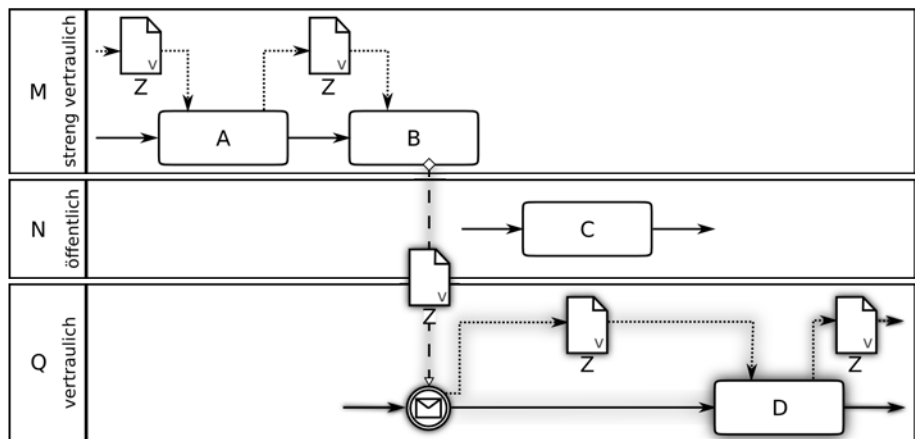 M
streng vertraulich
V
Z
V
Z
A
B
N
öffentlich
C
V
Z
Q
vertraulich
V
Z
V
Z
D